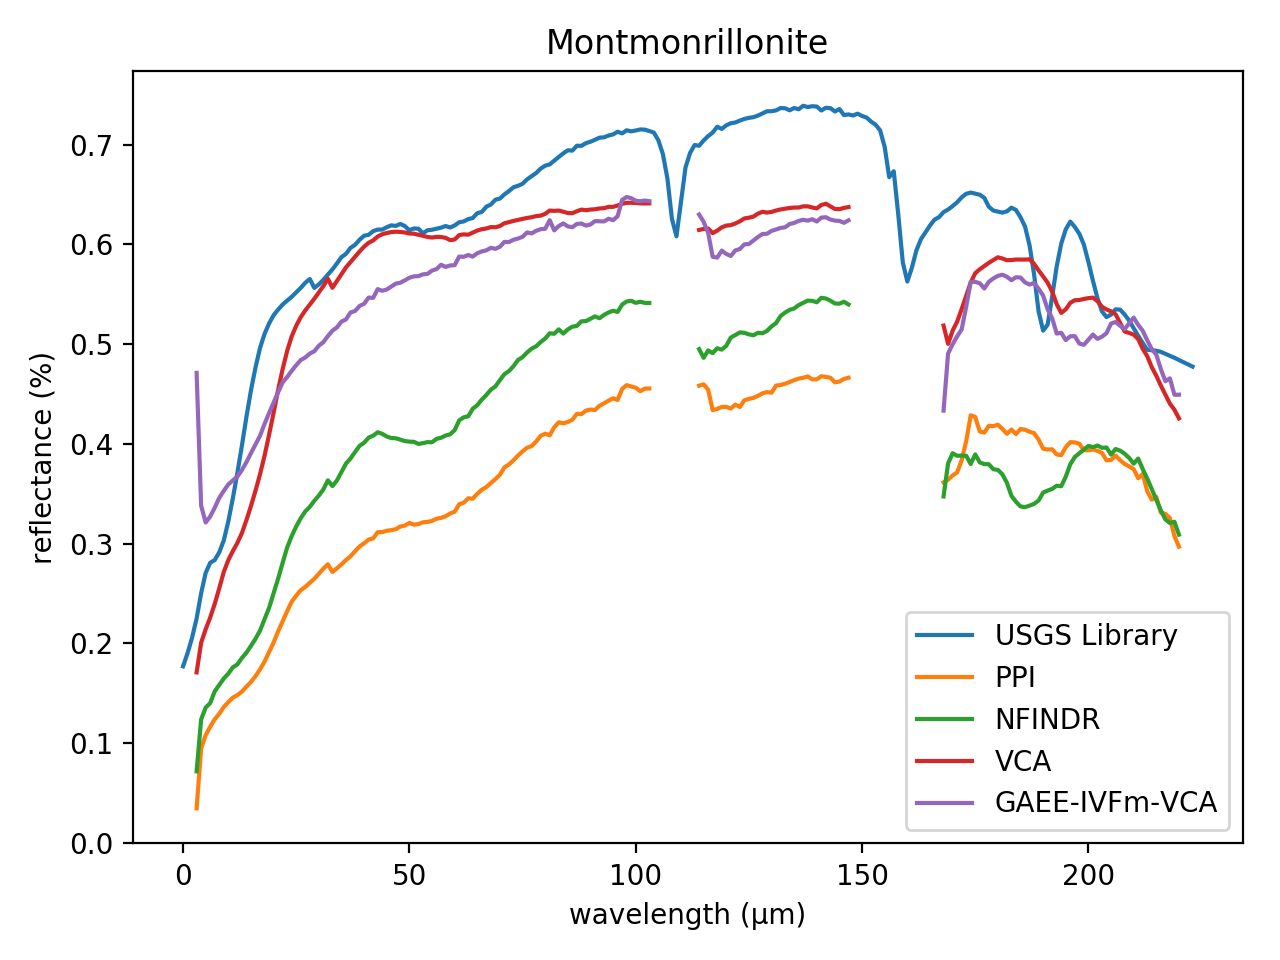 Montmonrillonite
0.7
0.6
0.5
0.4
0.3
0.2
0.1
0.0
reflectance (%)
0 50 100 150 200
wavelength (µm)
USGS Library
PPI
NFINDR
VCA
GAEE-IVFm-VCA